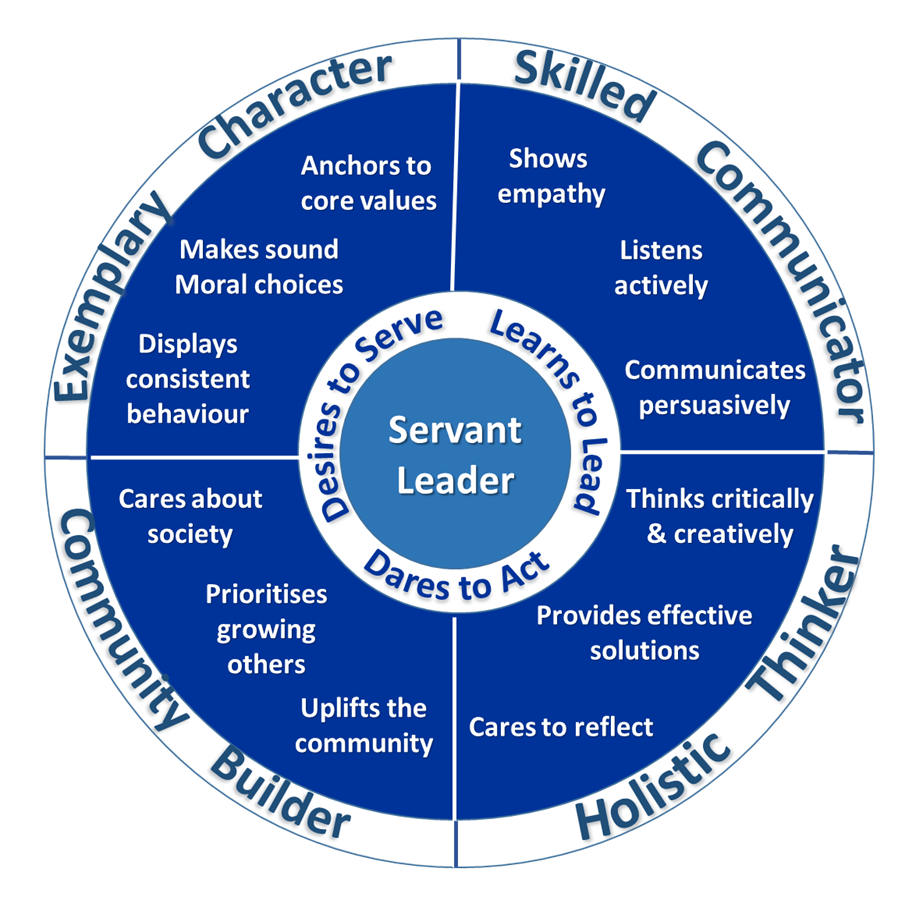 Exemplary Character
Anchors to
core values
Makes sound
Moral choices
Displays
consistent
behaviour
Skilled Communicator
Shows
empathy
Listens
actively
Communicates
persuasively
Desires to Serve
Learns to Lead
Dares to Act
Servant
Leader
Community Builder
Cares about
society
Prioritises
growing
others
Uplifts the
community
Holistic Thinker
Thinks critically
& creatively
Provides effective
solutions
Cares to reflect